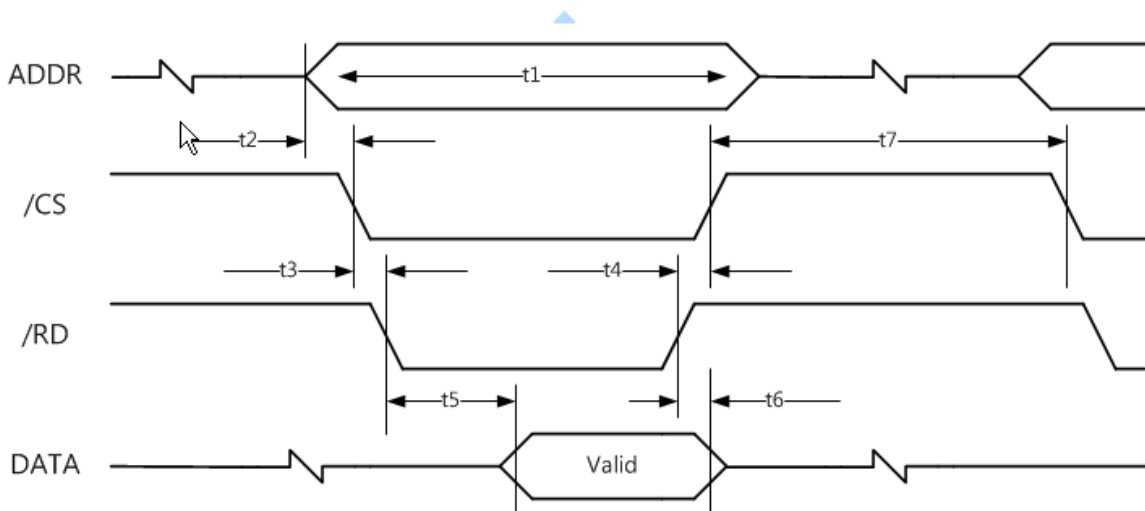 ADDR
t1
t2
t7
/CS
t3
t4
/RD
t5
t6
DATA
Valid